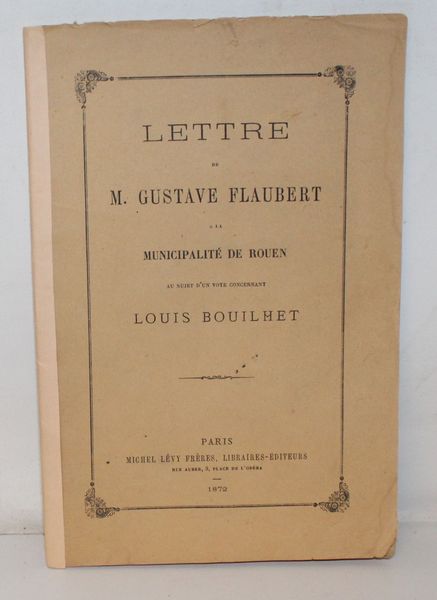 LETTRE
DE
M. GUSTAVE FLAUBERT
A LA
MUNICIPALITÉ DE ROUEN
AU SUJET D'UN VOTE CONCERNANT
LOUIS BOUILHET
PARIS
MICHEL LÉVY FRÈRES, LIBRAIRES-ÉDITEURS
RUE AUBER, 3, PLACE DE L'OPÉRA
1872